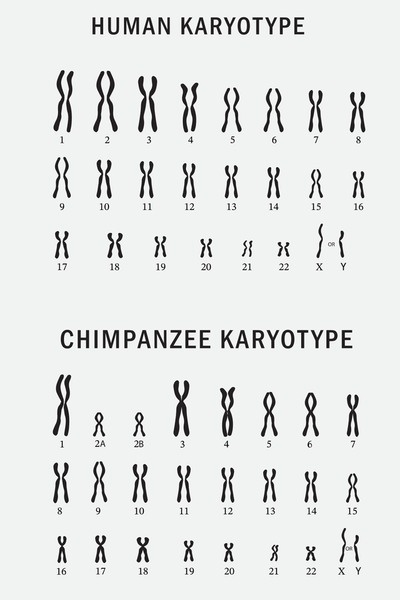 HUMAN KARYOTYPE
1 2 3 4 5 6 7 8
9 10 11 12 13 14 15 16
OR
17 18 19 20 21 22 X Y
CHIMPANZEE KARYOTYPE
1 2A 2B 3 4 5 6 7
8 9 10 11 12 13 14 15
OR
16 17 18 19 20 21 22 X Y